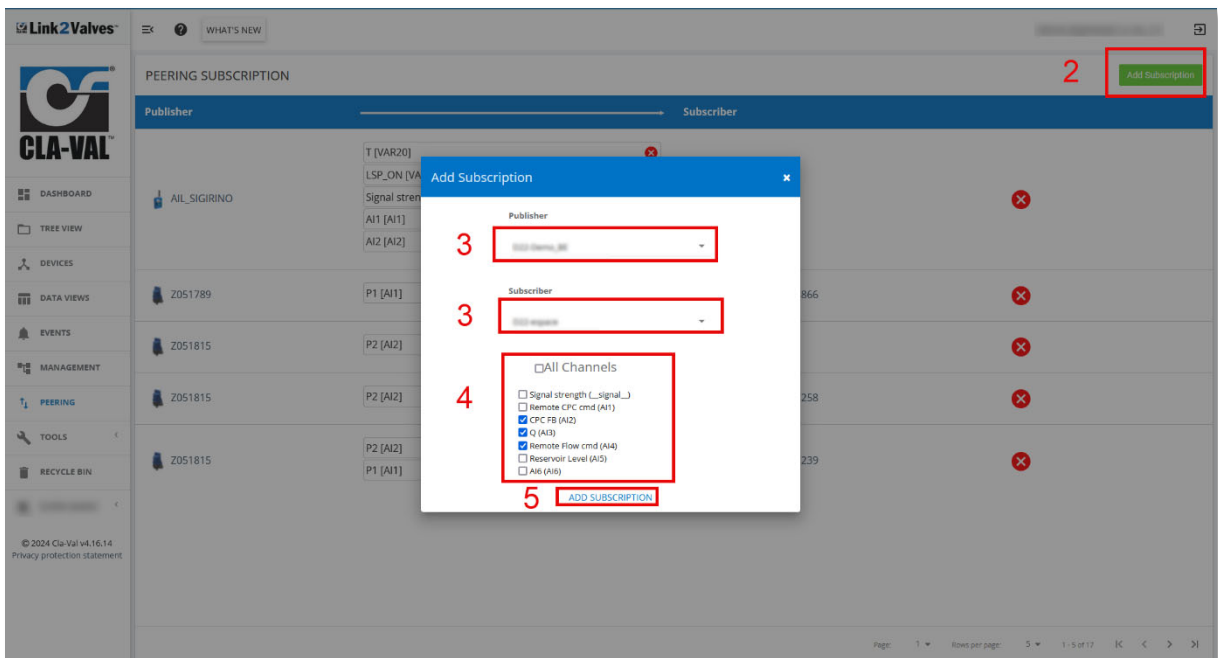 Link2Valves
WHAT'S NEW
CLA-VAL
DASHBOARD
TREE VIEW
DEVICES
DATA VIEWS
EVENTS
MANAGEMENT
PEERING
TOOLS
RECYCLE BIN
© 2024 Cla-Val v4.16.14
Privacy protection statement
PEERING SUBSCRIPTION
2
Add Subscription
Publisher
Subscriber
AIL_SIGIRINO
T [VAR20]
LSP_ON [VA
Signal stren
AI1 [AI1]
AI2 [AI2]
Z051789
P1 [AI1]
866
Z051815
P2 [AI2]
Z051815
P2 [AI2]
258
Z051815
P2 [AI2]
P1 [AI1]
239
Add Subscription
Publisher
3
Subscriber
3
All Channels
4
Signal strength (__signal__)
Remote CPC cmd (AI1)
CPC FB (AI2)
Q (AI3)
Remote Flow cmd (AI4)
Reservoir Level (AI5)
AI6 (AI6)
5 ADD SUBSCRIPTION
Page: 1 Rows per page: 5 1 - 5 of 17